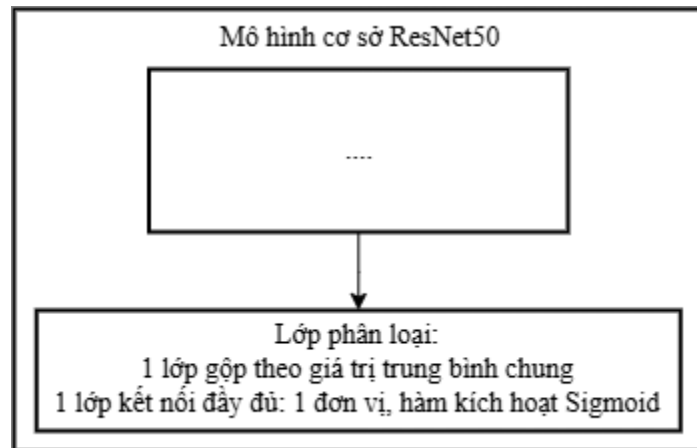 Mô hình cơ sở ResNet50
....
Lớp phân loại:
1 lớp gộp theo giá trị trung bình chung
1 lớp kết nối đầy đủ: 1 đơn vị, hàm kích hoạt Sigmoid